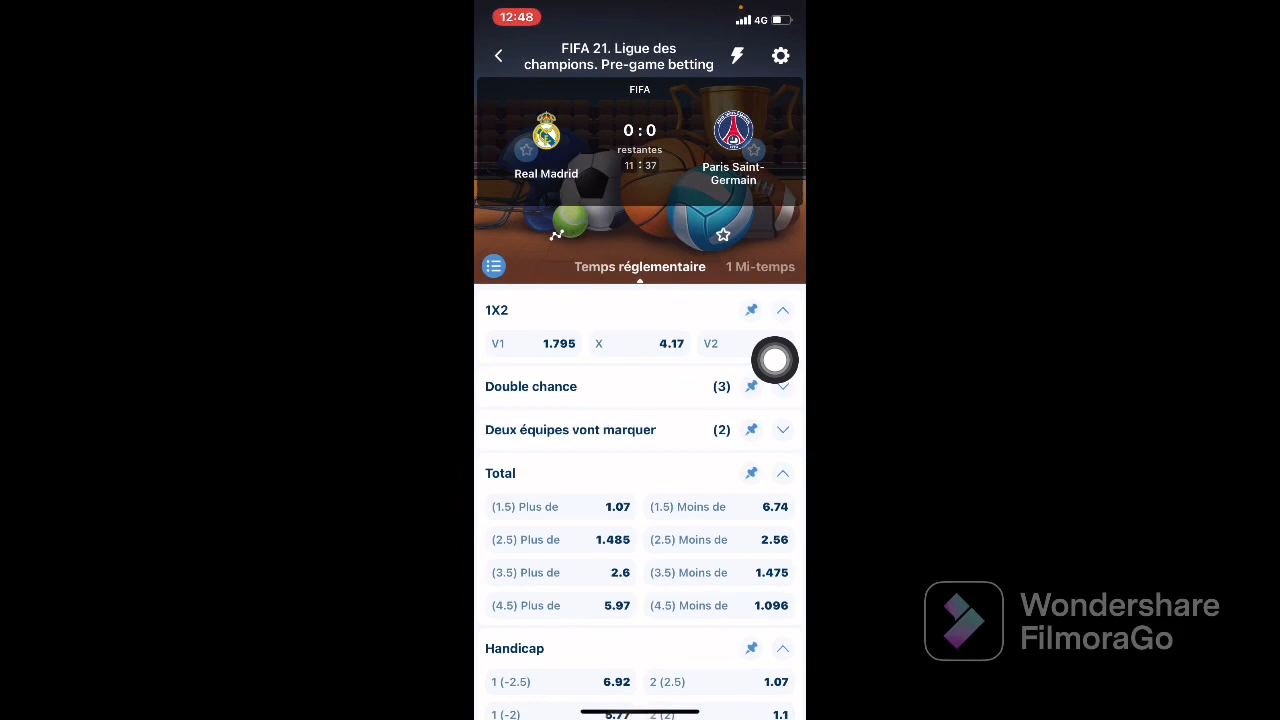 12:48
4G
FIFA 21. Ligue des
champions. Pre-game betting
FIFA
0 : 0
restantes
11 : 37
Real Madrid
Paris Saint-
Germain
Temps réglementaire
1 Mi-temps
1X2
V1 1.795 X 4.17 V2
Double chance (3)
Deux équipes vont marquer (2)
Total
(1.5) Plus de 1.07 (1.5) Moins de 6.74
(2.5) Plus de 1.485 (2.5) Moins de 2.56
(3.5) Plus de 2.6 (3.5) Moins de 1.475
(4.5) Plus de 5.97 (4.5) Moins de 1.096
Handicap
1 (-2.5) 6.92 2 (2.5) 1.07
1 (-2) 5.77 2 (2) 1.1
Wondershare
FilmoraGo